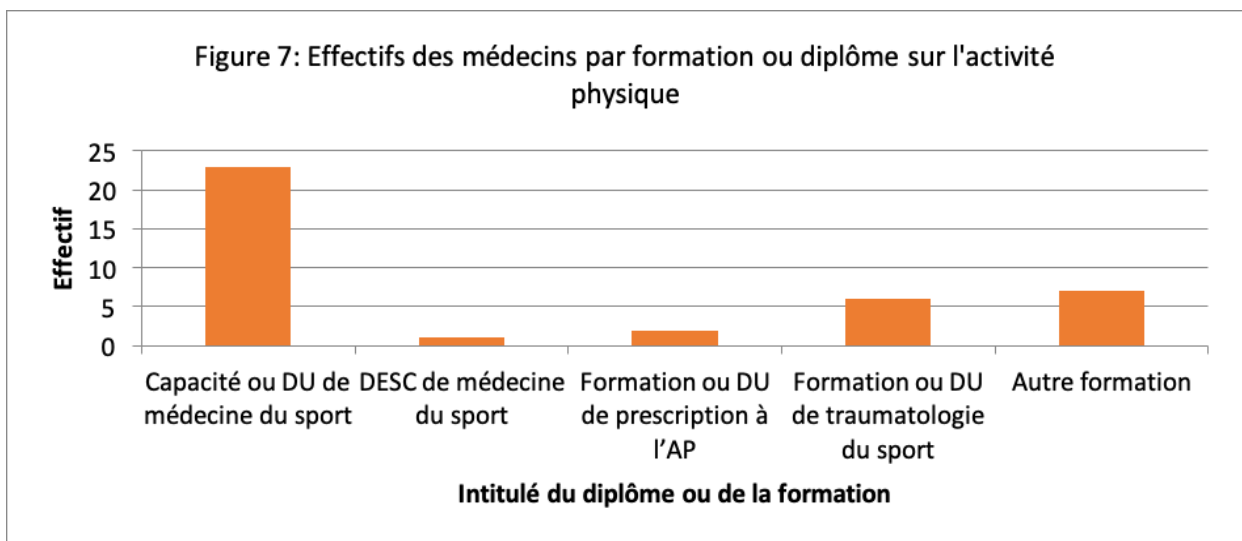 Figure 7: Effectifs des médecins par formation ou diplôme sur l'activité
physique
25
20
15
10
5
0
Effectif
Capacité ou DU de
médecine du sport
DESC de médecine
du sport
Formation ou DU
de prescription à
l’AP
Formation ou DU
de traumatologie
du sport
Autre formation
Intitulé du diplôme ou de la formation